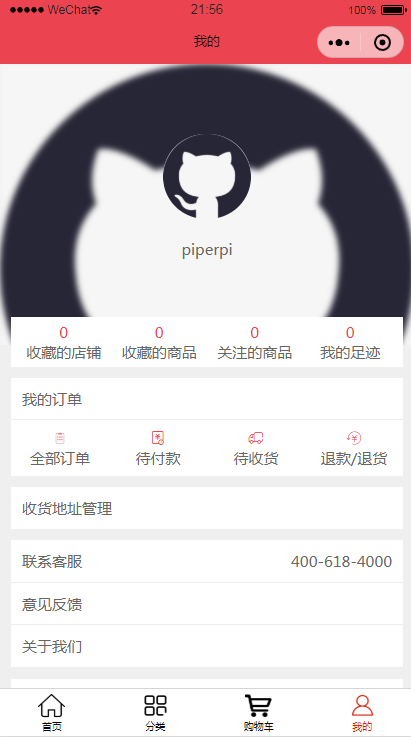 WeChat 21:56 100%
我的
piperpi
0 0 0 0
收藏的店铺 收藏的商品 关注的商品 我的足迹
我的订单
全部订单 待付款 待收货 退款/退货
收货地址管理
联系客服 400-618-4000
意见反馈
关于我们
首页 分类 购物车 我的